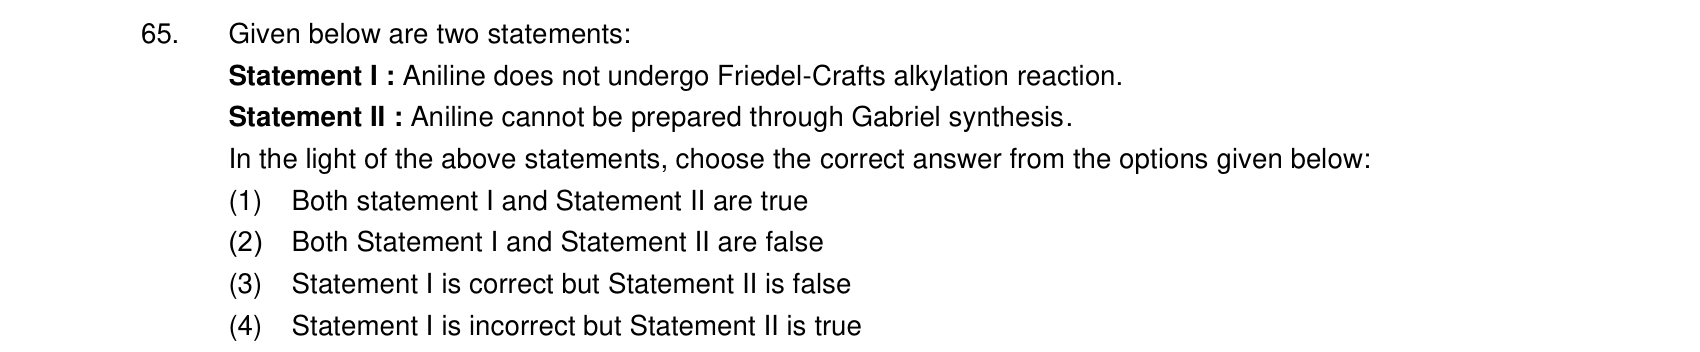 65. Given below are two statements:
Statement I : Aniline does not undergo Friedel-Crafts alkylation reaction.
Statement II : Aniline cannot be prepared through Gabriel synthesis.
In the light of the above statements, choose the correct answer from the options given below:
(1) Both statement I and Statement II are true
(2) Both Statement I and Statement II are false
(3) Statement I is correct but Statement II is false
(4) Statement I is incorrect but Statement II is true